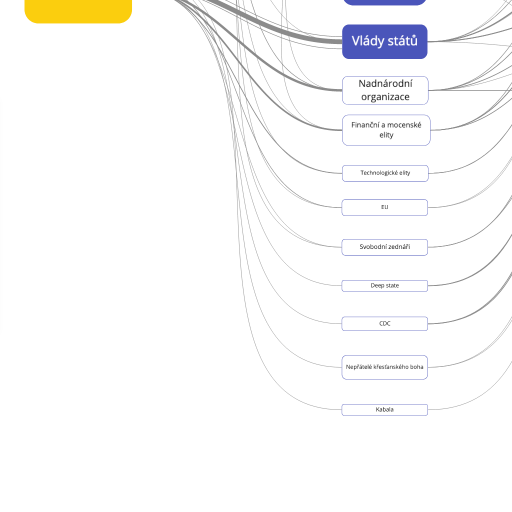 Vlády států
Nadnárodní
organizace
Finanční a mocenské
elity
Technologické elity
EU
Svobodní zednáři
Deep state
CDC
Nepřátelé křesťanského boha
Kabala